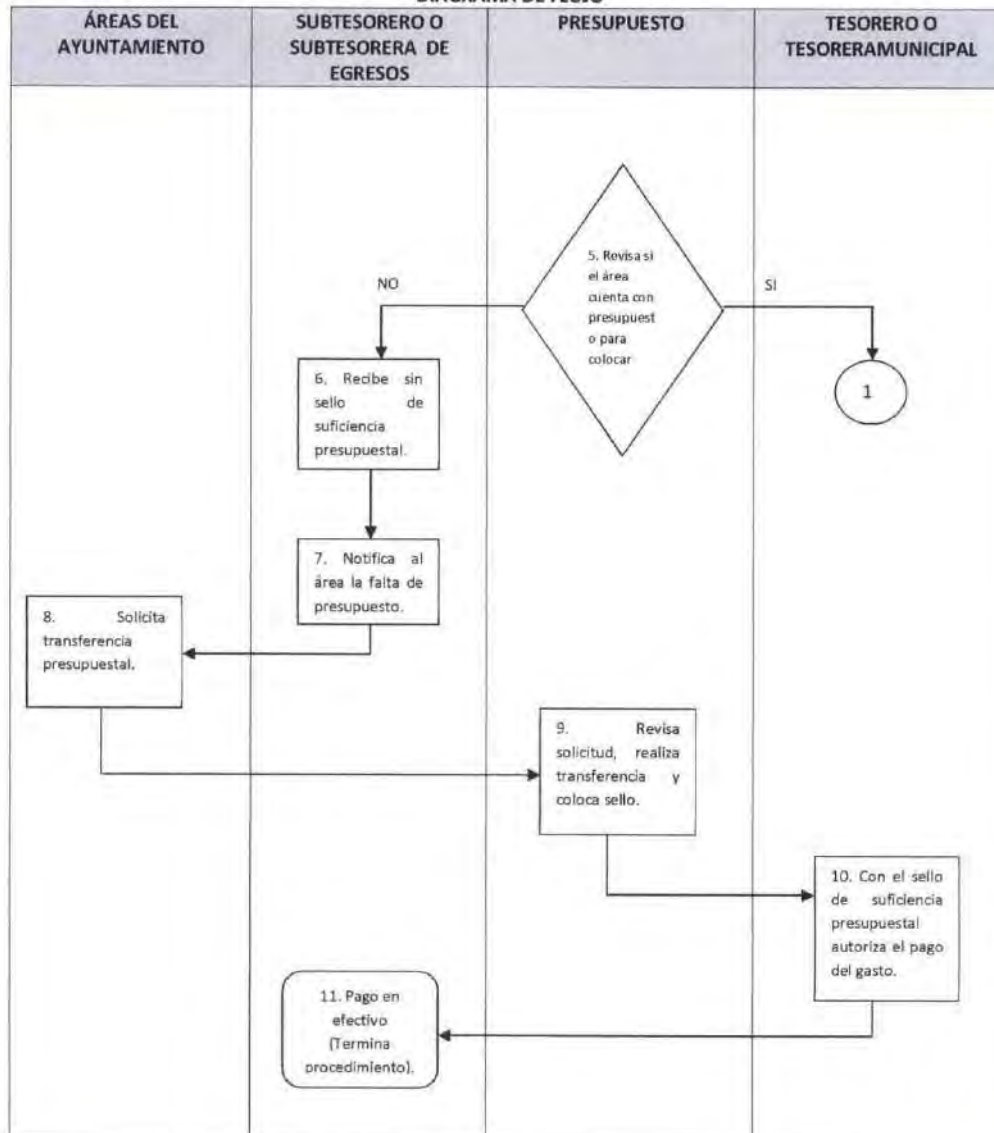 DIAGRAMA DE FLUJO
ÁREAS DEL
AYUNTAMIENTO
SUBTESORERO O
SUBTESORERA DE
EGRESOS
PRESUPUESTO
TESORERO O
TESORERAMUNICIPAL
5. Revisa si
el área
cuenta con
presupuest
o para
colocar
NO
SI
1
6. Recibe sin
sello de
suficiencia
presupuestal.
7. Notifica al
área la falta de
presupuesto.
8. Solicita
transferencia
presupuestal.
9. Revisa
solicitud, realiza
transferencia y
coloca sello.
10. Con el sello
de suficiencia
presupuestal
autoriza el pago
del gasto.
11. Pago en
efectivo
(Termina
procedimiento).